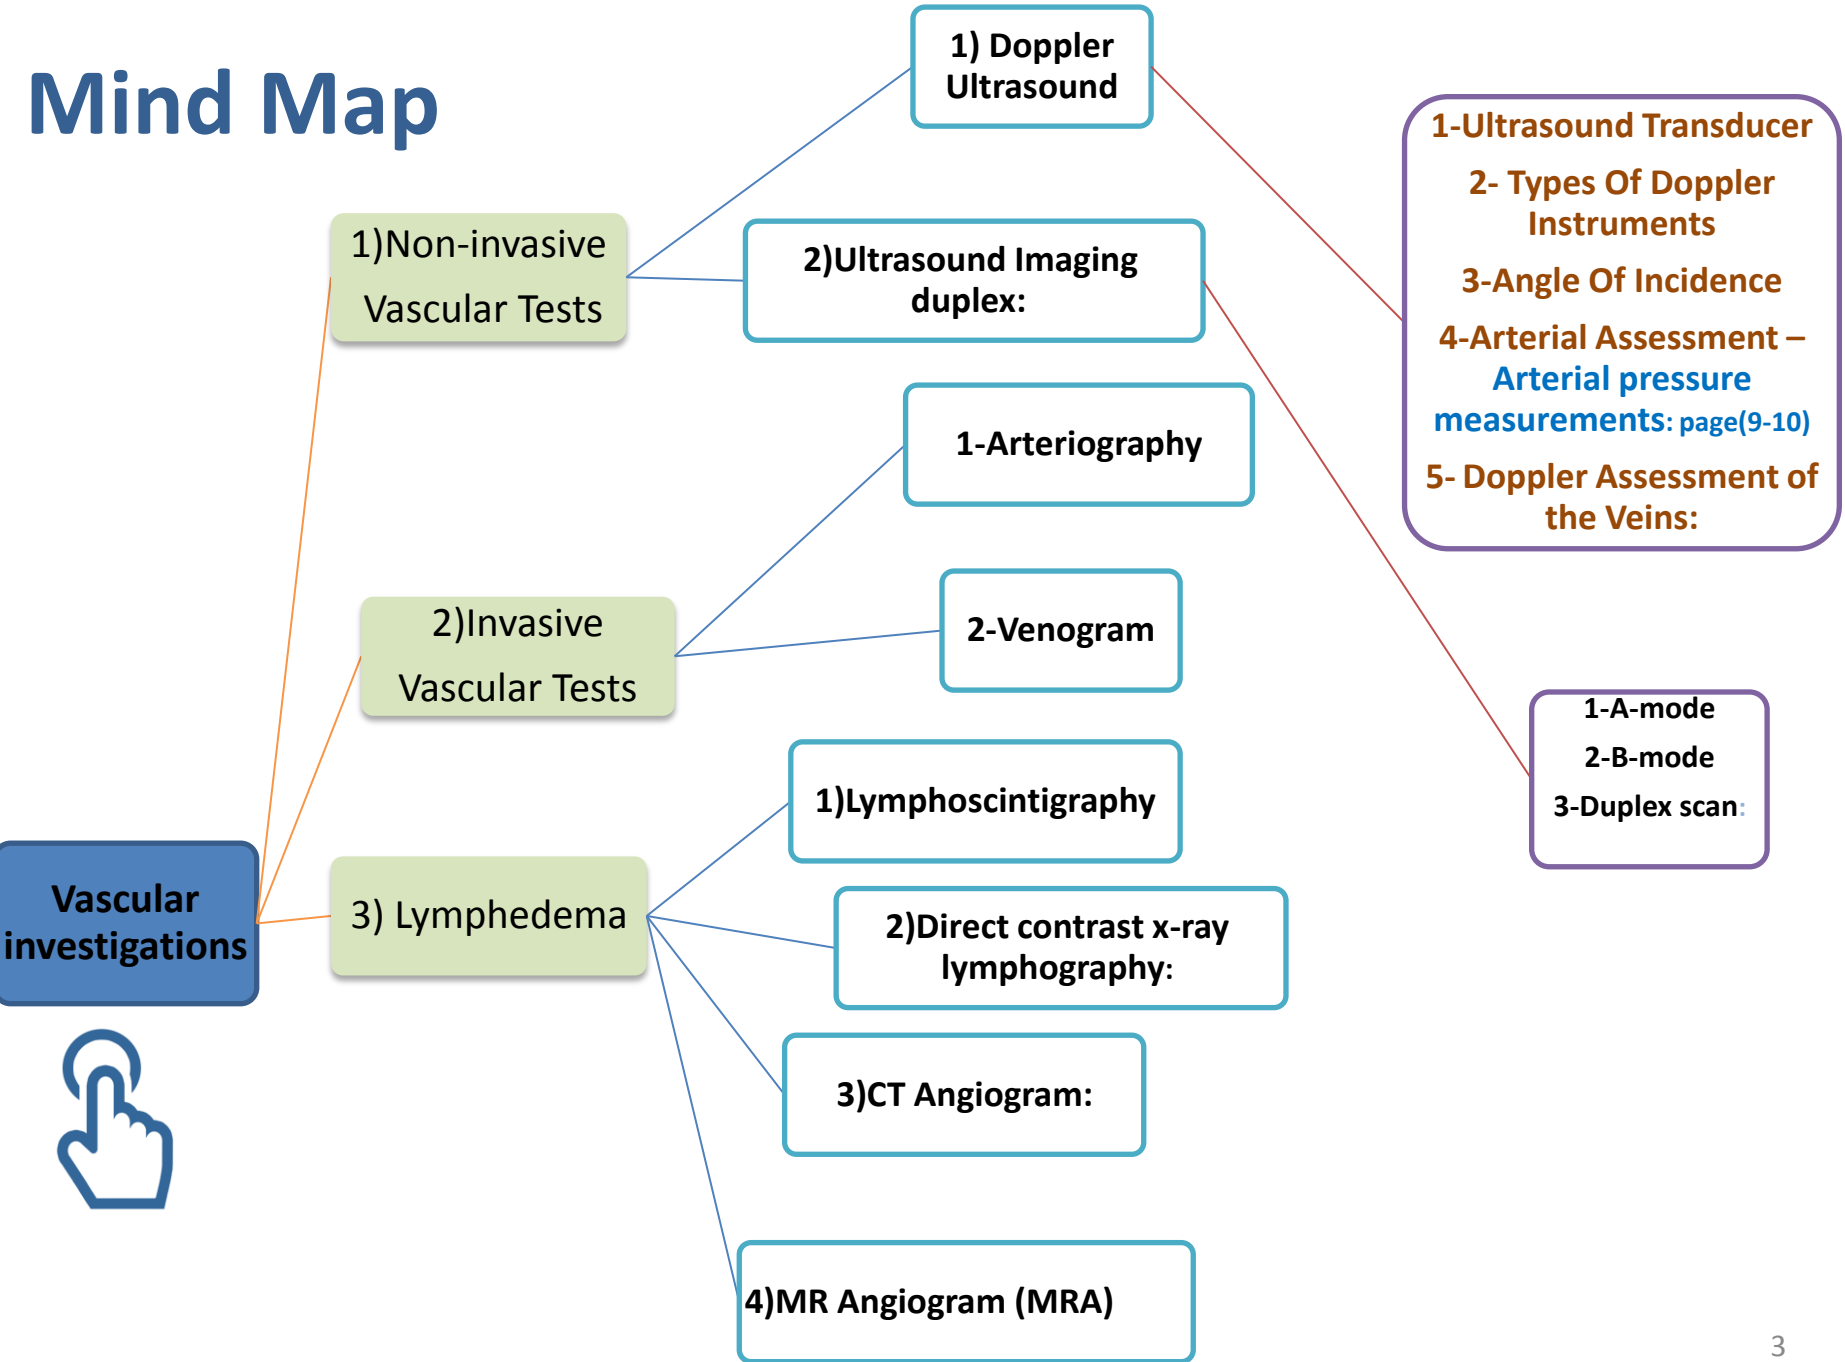 Mind Map
1) Doppler
Ultrasound
1-Ultrasound Transducer
2- Types Of Doppler
Instruments
3-Angle Of Incidence
4-Arterial Assessment –
Arterial pressure
measurements: page(9-10)
5- Doppler Assessment of
the Veins:
1)Non-invasive
Vascular Tests
2)Ultrasound Imaging
duplex:
1-Arteriography
2)Invasive
Vascular Tests
2-Venogram
1-A-mode
2-B-mode
3-Duplex scan:
1)Lymphoscintigraphy
Vascular
investigations
3) Lymphedema
2)Direct contrast x-ray
lymphography:
3)CT Angiogram:
4)MR Angiogram (MRA)
3